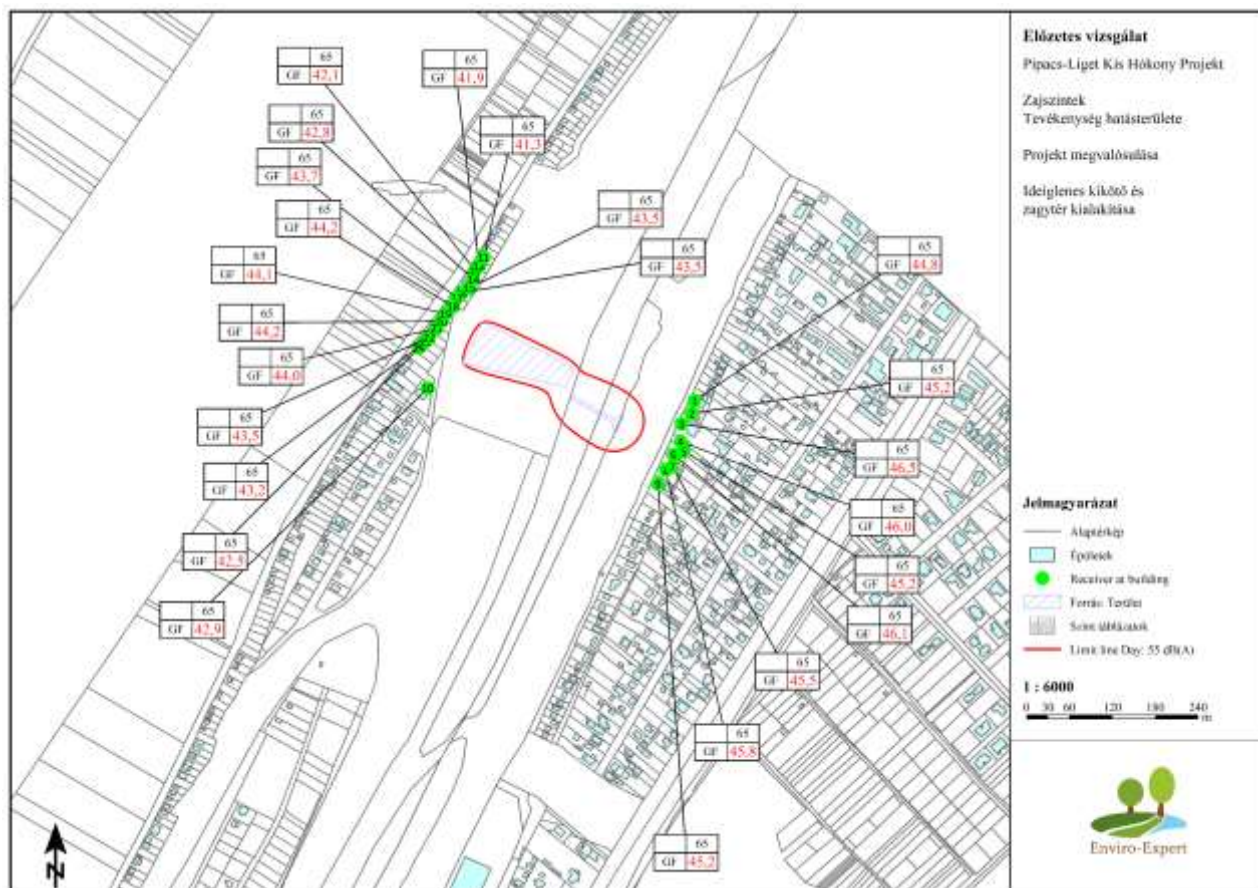 Előzetes vizsgálat
Pipacs-Liget Kis Hókony Projekt
Zajszintek
Tevékenység hatásterülete
Projekt megvalósulása
Ideiglenes kikötő és
zagytér kialakítása
65
GF 42,1
65
GF 41,9
65
GF 42,8
65
GF 41,3
65
GF 43,7
65
GF 44,2
65
GF 43,5
65
GF 43,5
65
GF 44,8
65
GF 44,1
65
GF 44,2
65
GF 44,0
65
GF 45,2
65
GF 43,5
65
GF 46,5
65
GF 43,2
65
GF 46,0
65
GF 42,5
65
GF 45,2
65
GF 42,9
65
GF 46,1
65
GF 45,5
65
GF 45,8
65
GF 45,2
10
N
Jelmagyarázat
Alaptérkép
Épületek
Receiver at building
Forrás: Terület
Szint táblázatok
Limit line Day: 55 dB(A)
1 : 6000
0 30 60 120 180 240
m
Enviro-Expert